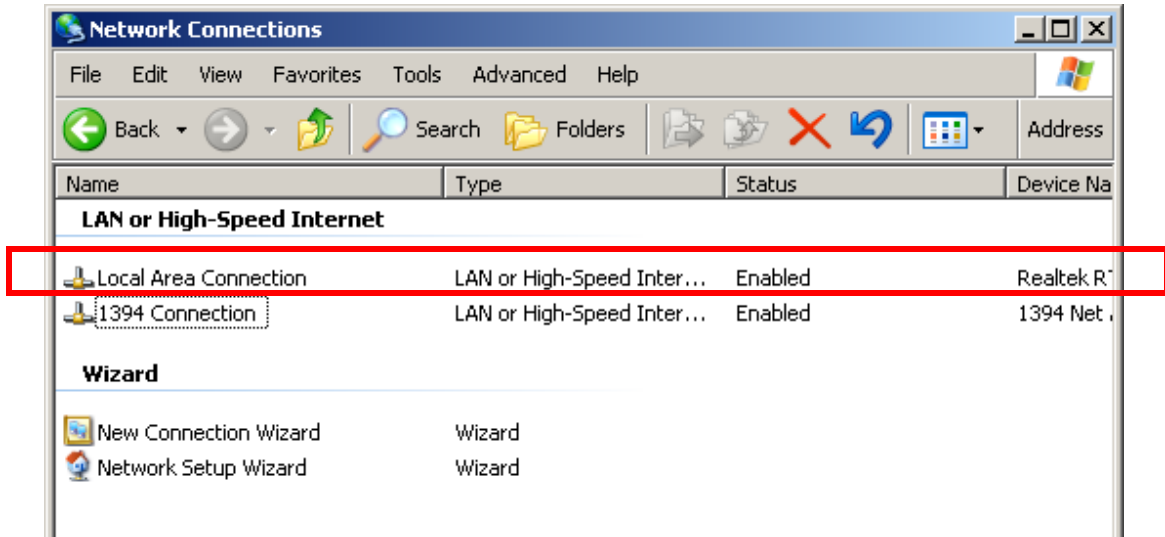 Network Connections
File Edit View Favorites Tools Advanced Help
Back Search Folders Address
Name Type Status Device Na
LAN or High-Speed Internet
Local Area Connection LAN or High-Speed Inter... Enabled Realtek R
1394 Connection LAN or High-Speed Inter... Enabled 1394 Net
Wizard
New Connection Wizard Wizard
Network Setup Wizard Wizard